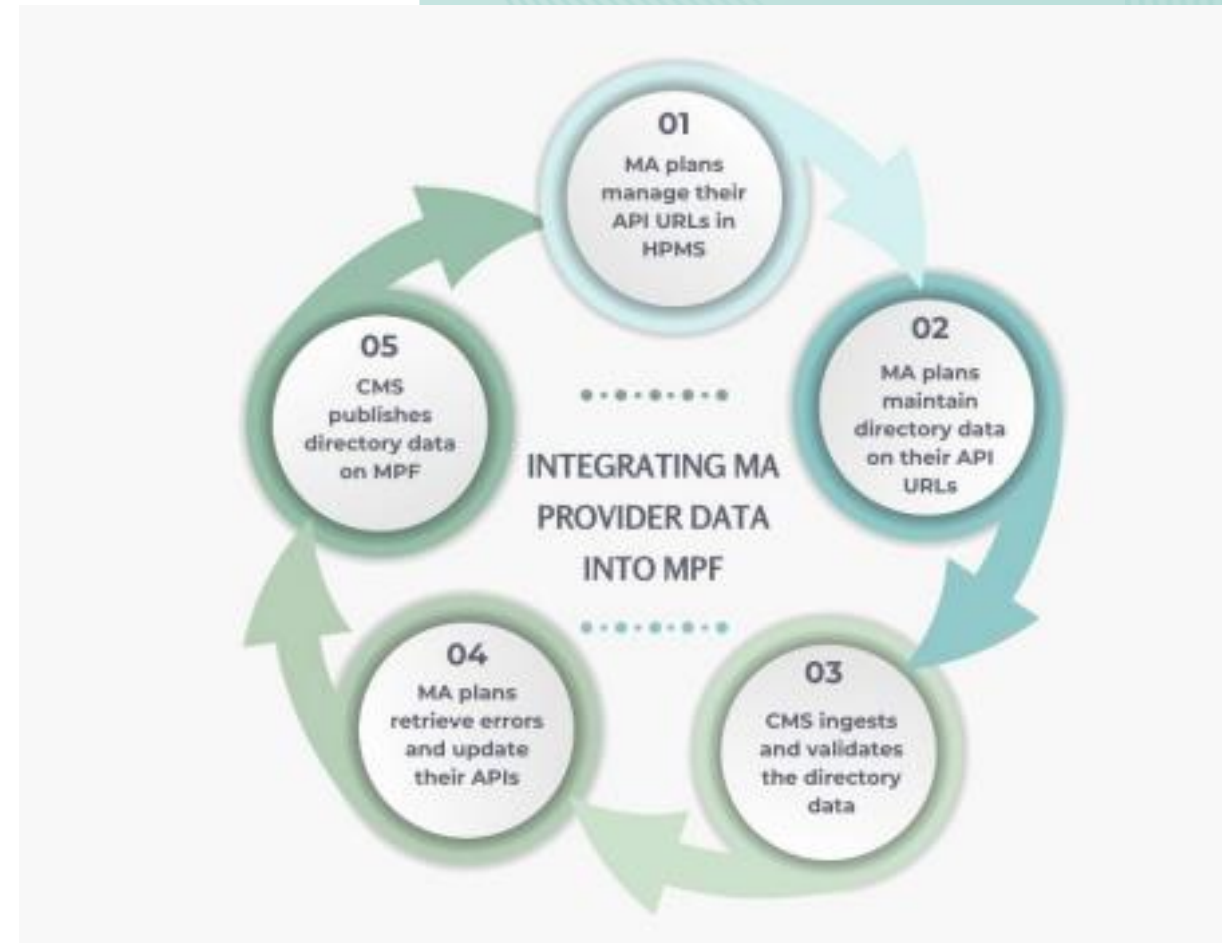 01
MA plans
manage their
API URLs in
HPMS
02
MA plans
maintain
directory data
on their API
URLs
03
CMS ingests
and validates
the directory
data
04
MA plans
retrieve errors
and update
their APIs
05
CMS
publishes
directory data
on MPF
INTEGRATING MA
PROVIDER DATA
INTO MPF